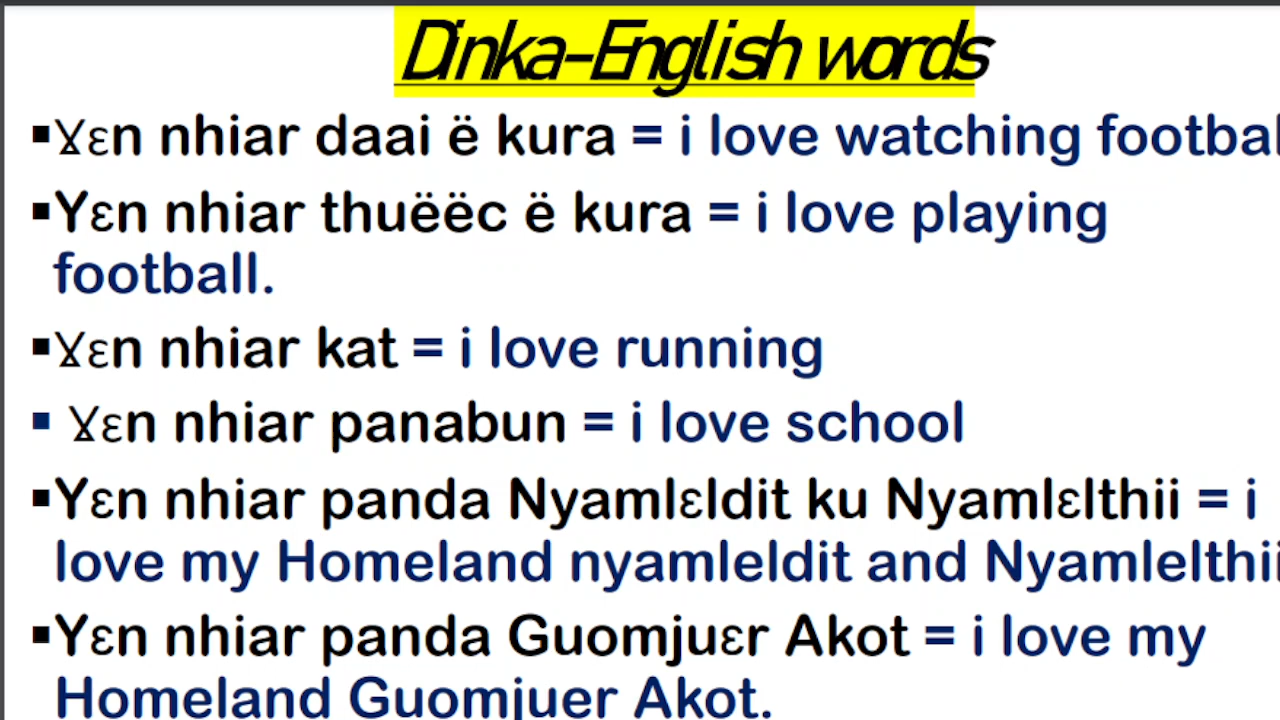 Dinka-English words
▪Ɣɛn nhiar daai ë kura = i love watching footbal
▪Yɛn nhiar thuëëc ë kura = i love playing
football.
▪Ɣɛn nhiar kat = i love running
▪ Ɣɛn nhiar panabun = i love school
▪Yɛn nhiar panda Nyamlɛldit ku Nyamlɛlthii = i
love my Homeland nyamleldit and Nyamlelthii
▪Yɛn nhiar panda Guomjuɛr Akot = i love my
Homeland Guomjuer Akot.